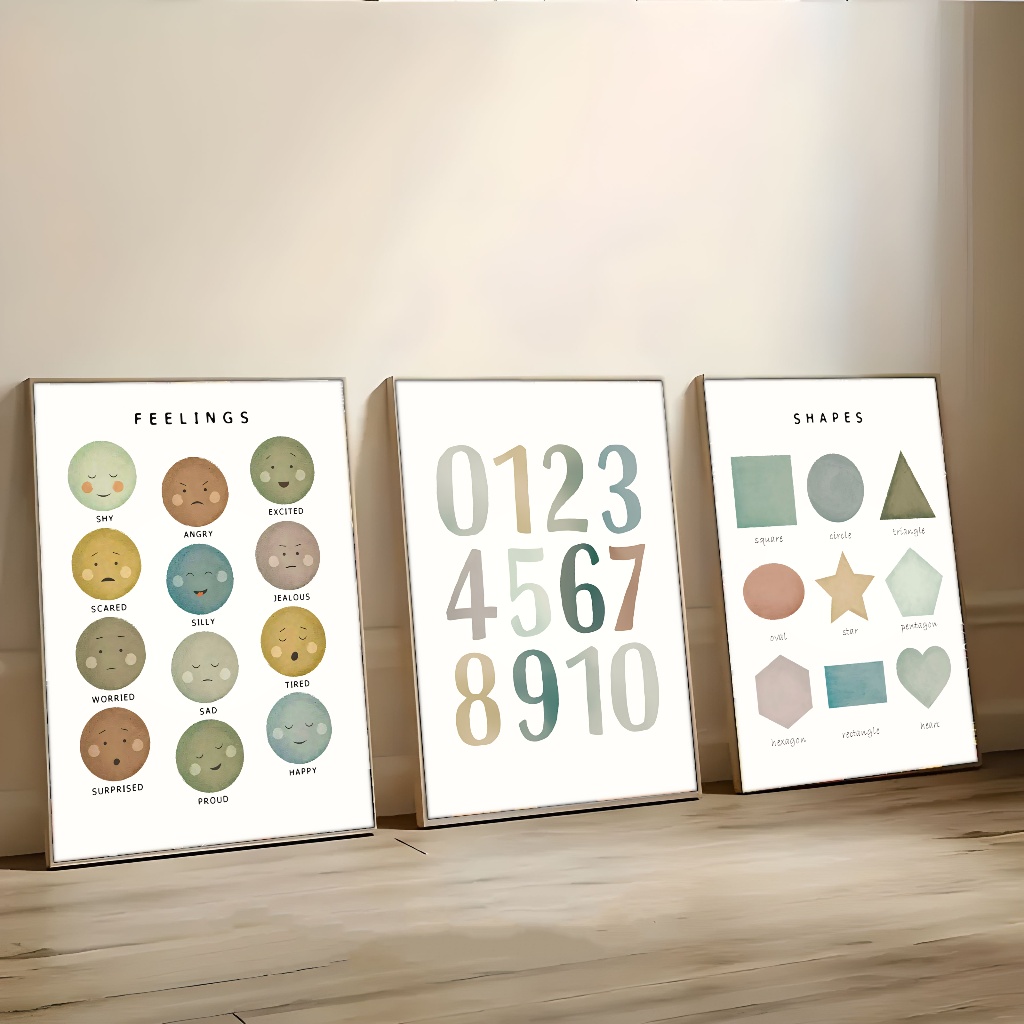 FEELINGS
SHY
ANGRY
EXCITED
SCARED
SILLY
JEALOUS
WORRIED
SAD
TIRED
SURPRISED
PROUD
HAPPY
0123
4567
8910
SHAPES
square
circle
triangle
oval
star
pentagon
hexagon
rectangle
heart